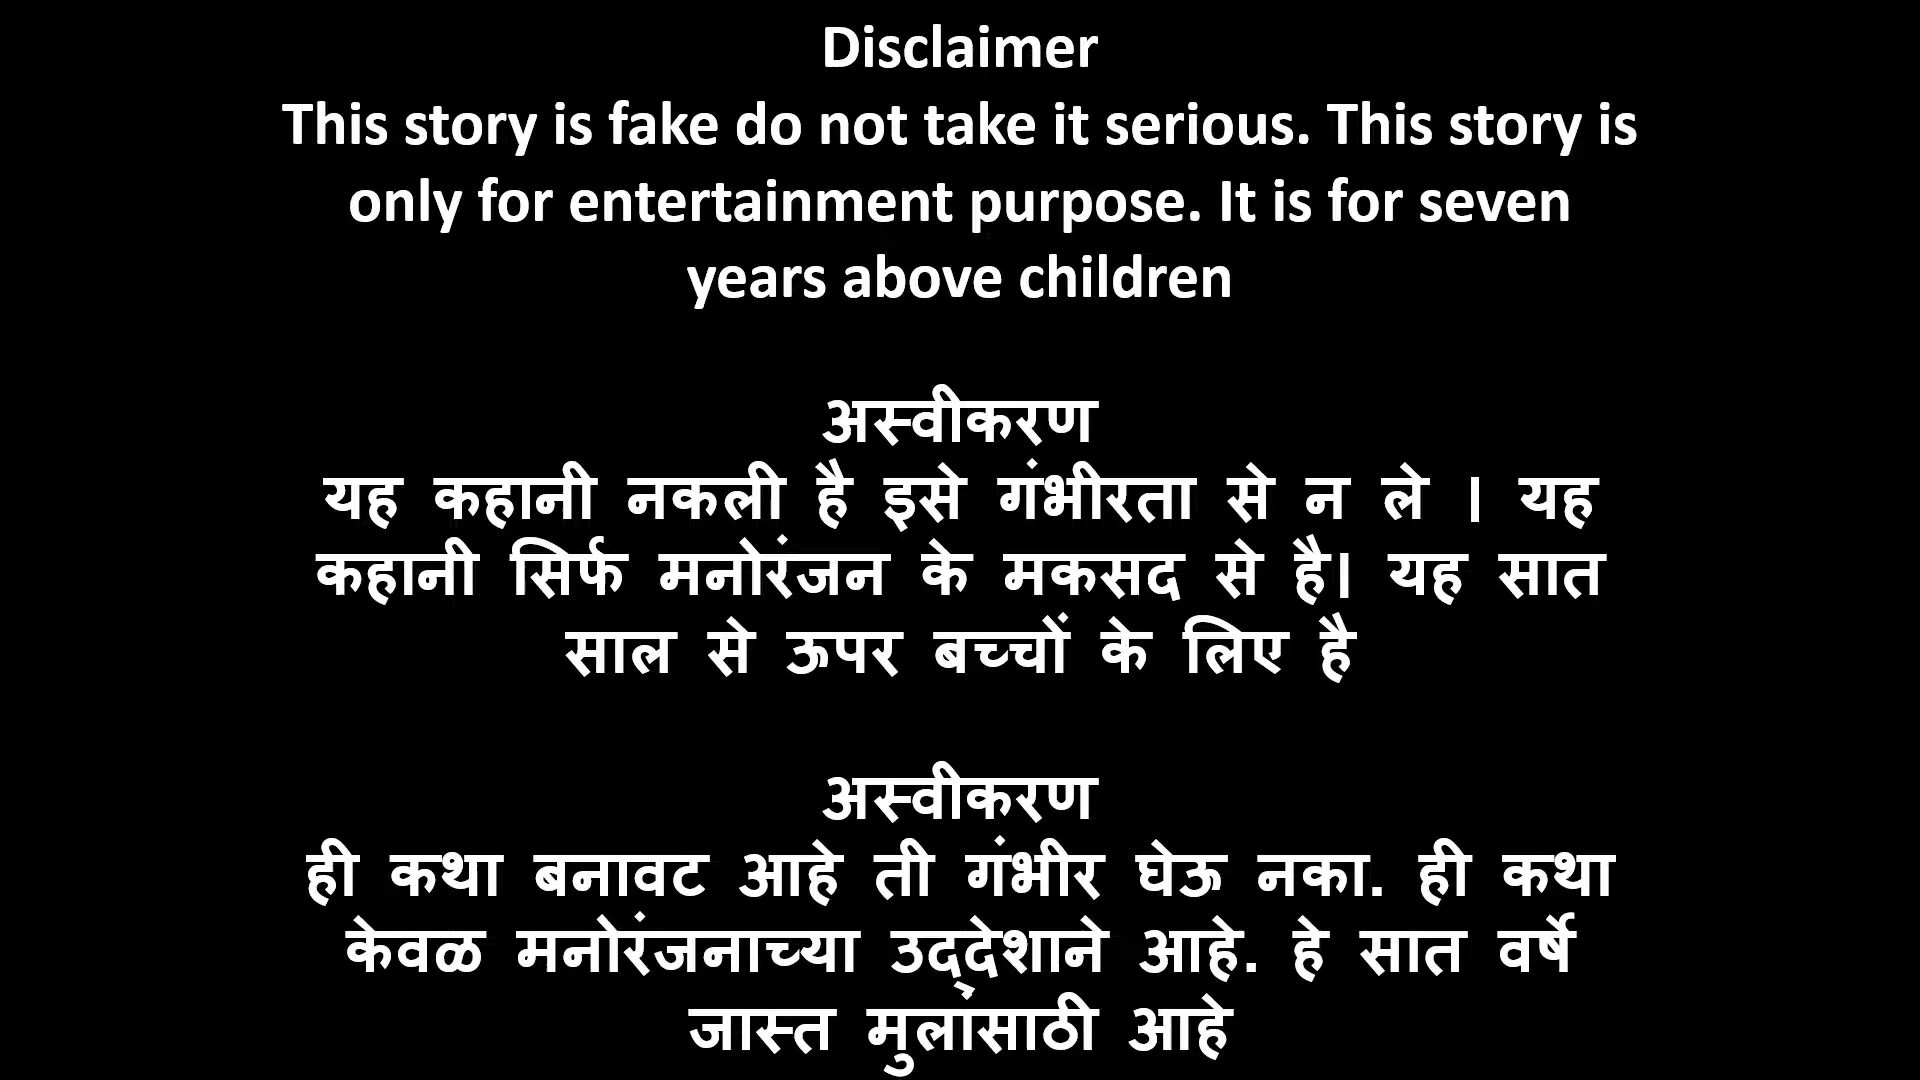 Disclaimer
This story is fake do not take it serious. This story is
only for entertainment purpose. It is for seven
years above children
अस्वीकरण
यह कहानी नकली है इसे गंभीरता से न ले । यह
कहानी सिर्फ मनोरंजन के मकसद से है। यह सात
साल से ऊपर बच्चों के लिए है
अस्वीकरण
ही कथा बनावट आहे ती गंभीर घेऊ नका. ही कथा
केवळ मनोरंजनाच्या उद्देशाने आहे. हे सात वर्षे
जास्त मुलांसाठी आहे